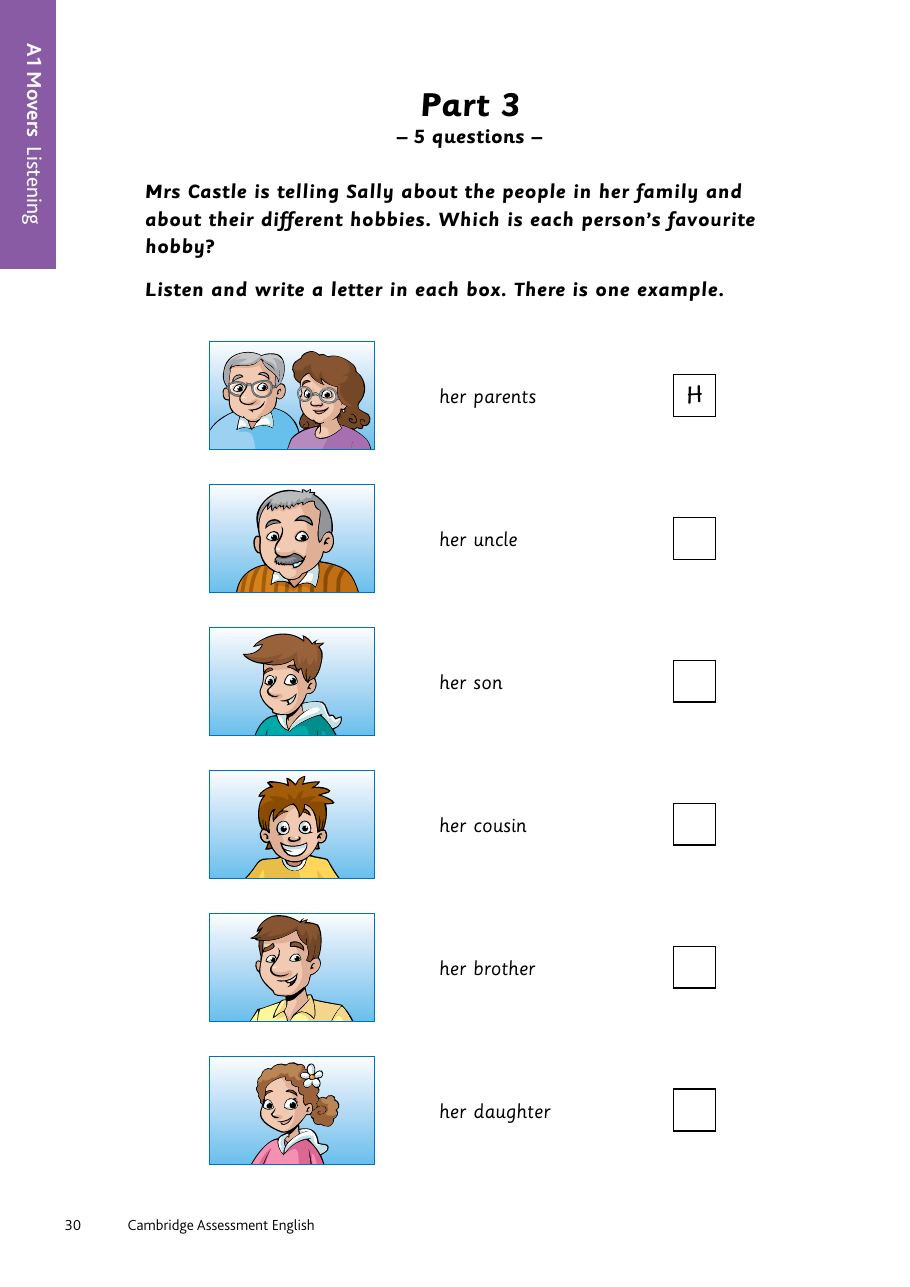 A1 Movers Listening
Part 3
– 5 questions –
Mrs Castle is telling Sally about the people in her family and
about their different hobbies. Which is each person’s favourite
hobby?
Listen and write a letter in each box. There is one example.
her parents
H
her uncle
her son
her cousin
her brother
her daughter
30 Cambridge Assessment English